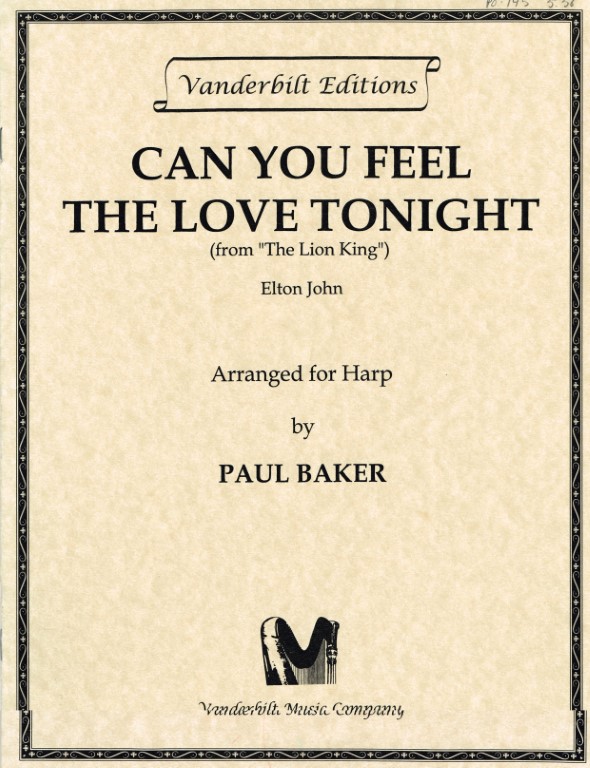 Vanderbilt Editions
CAN YOU FEEL
THE LOVE TONIGHT
(from "The Lion King")
Elton John
Arranged for Harp
by
PAUL BAKER
Vanderbilt Music Company